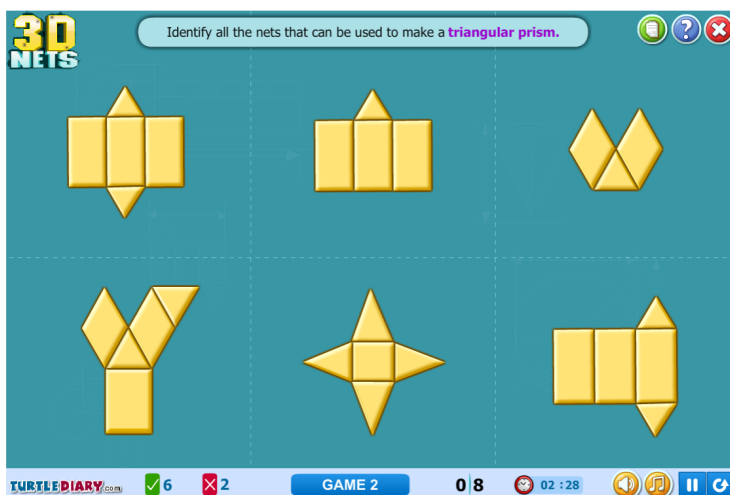 3D
NETS
Identify all the nets that can be used to make a triangular prism.
?
TURTLEDIARY.com
6
2
GAME 2
0 8
02 : 28